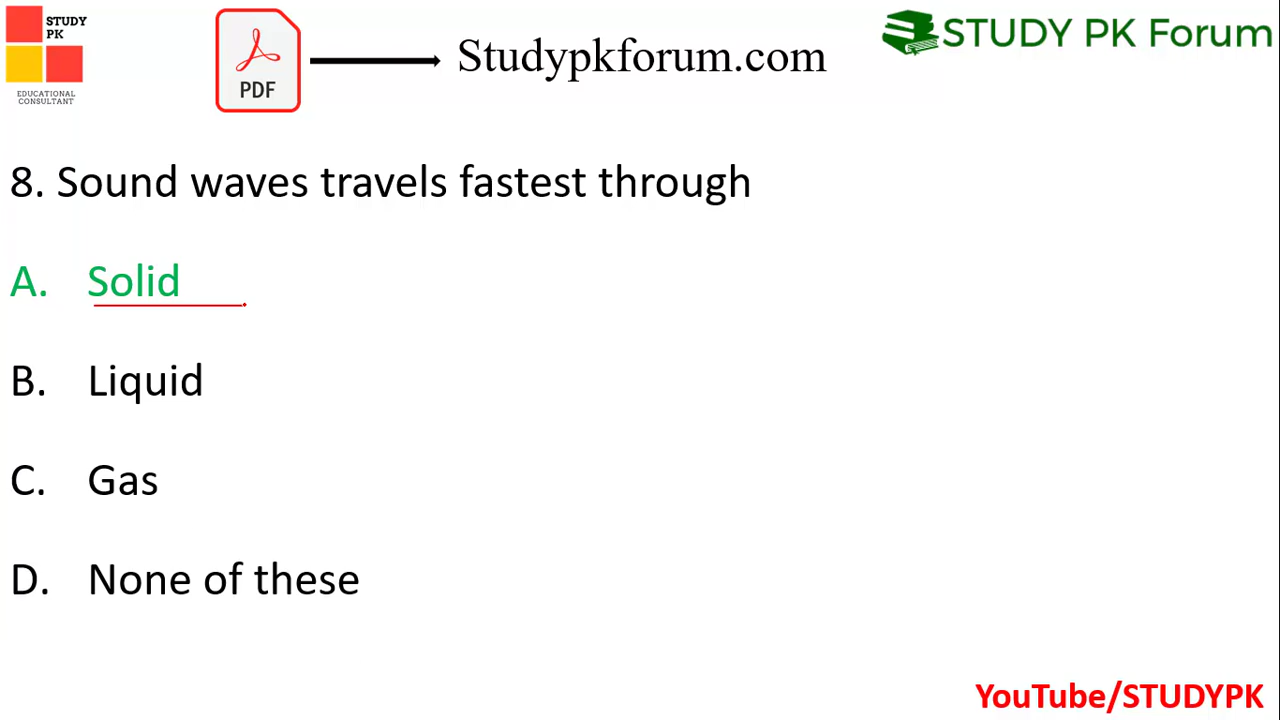 STUDY
PK
EDUCATIONAL
CONSULTANT
PDF
Studypkforum.com
STUDY PK Forum
8. Sound waves travels fastest through
A. Solid
B. Liquid
C. Gas
D. None of these
YouTube/STUDYPK